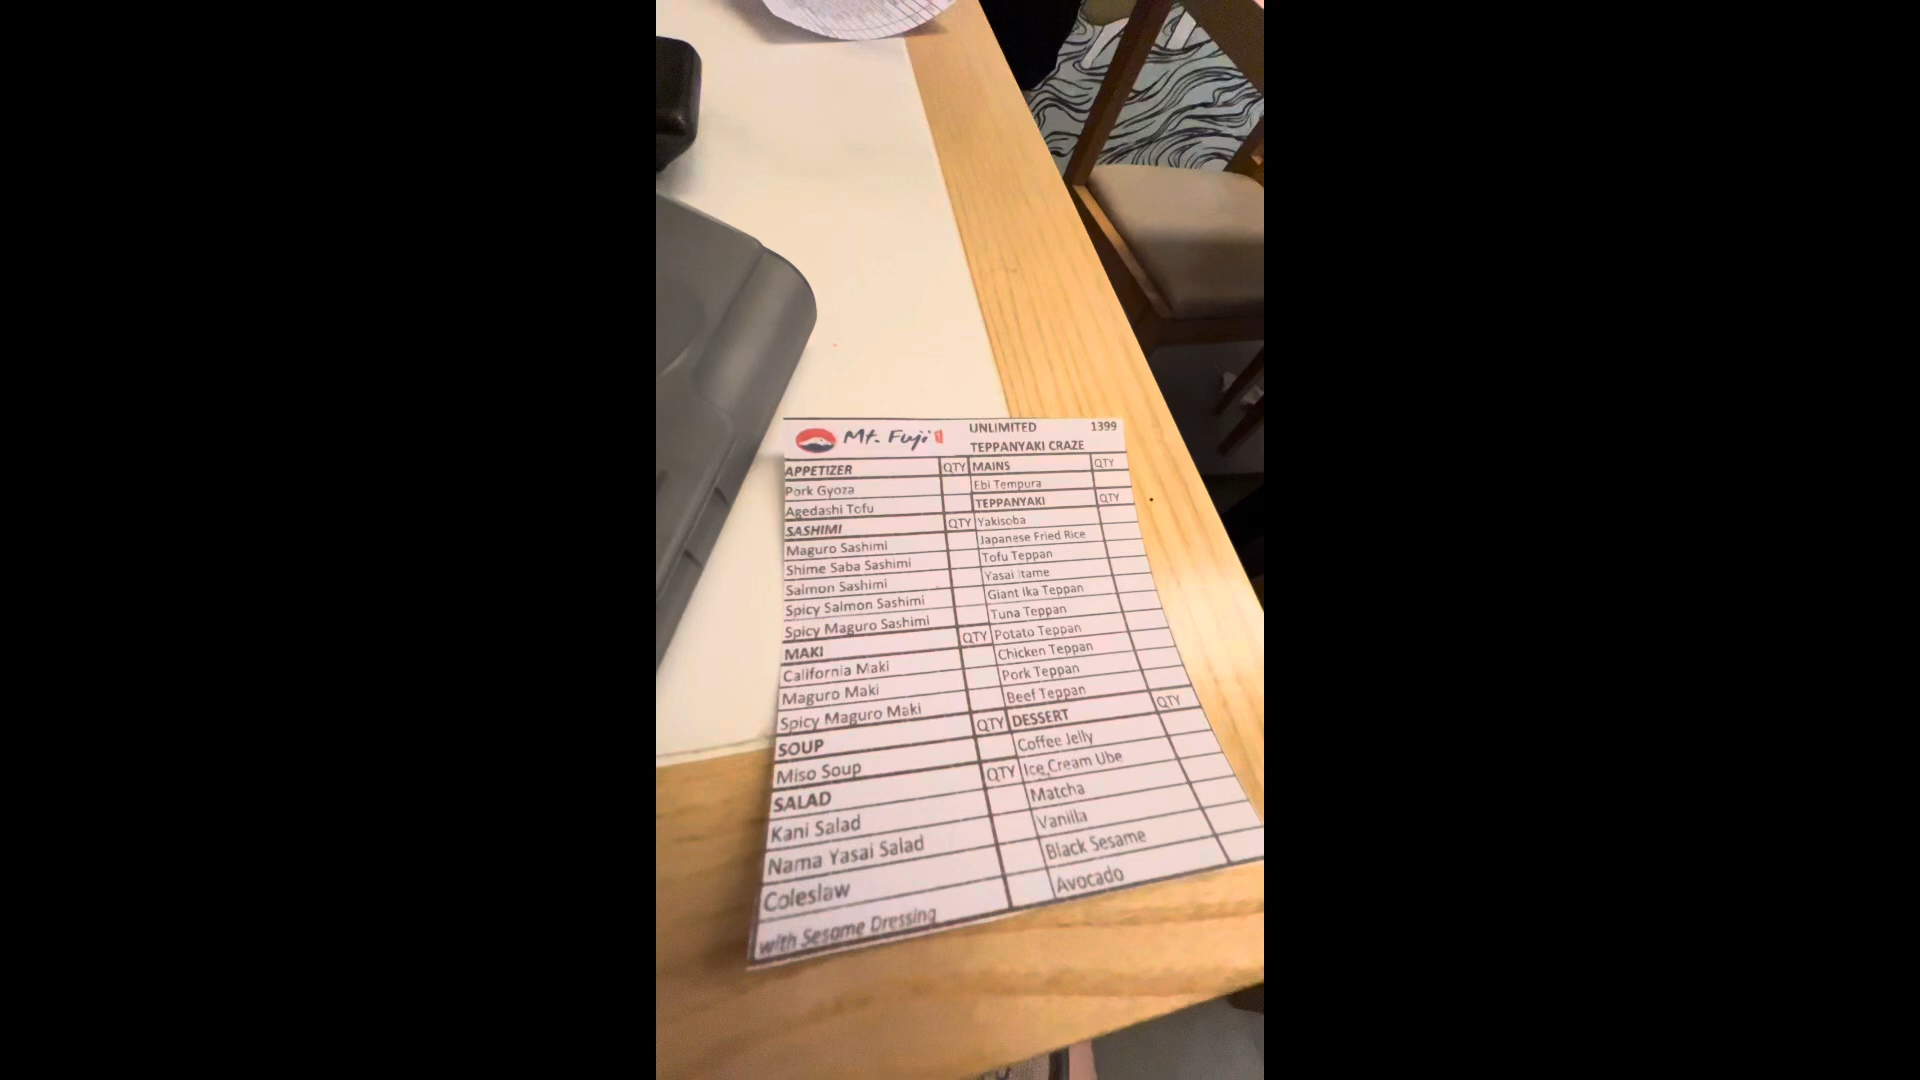 Mt. Fuji
UNLIMITED 1399
TEPPANYAKI CRAZE
APPETIZER QTY
Pork Gyoza
Agedashi Tofu
SASHIMI QTY
Maguro Sashimi
Shime Saba Sashimi
Salmon Sashimi
Spicy Salmon Sashimi
Spicy Maguro Sashimi
MAKI QTY
California Maki
Maguro Maki
Spicy Maguro Maki
SOUP QTY
Miso Soup
SALAD QTY
Kani Salad
Nama Yasai Salad
Coleslaw
with Sesame Dressing
MAINS QTY
Ebi Tempura
TEPPANYAKI QTY
Yakisoba
Japanese Fried Rice
Tofu Teppan
Yasai Itame
Giant Ika Teppan
Tuna Teppan
Potato Teppan
Chicken Teppan
Pork Teppan
Beef Teppan
DESSERT QTY
Coffee Jelly
Ice Cream Ube
Matcha
Vanilla
Black Sesame
Avocado